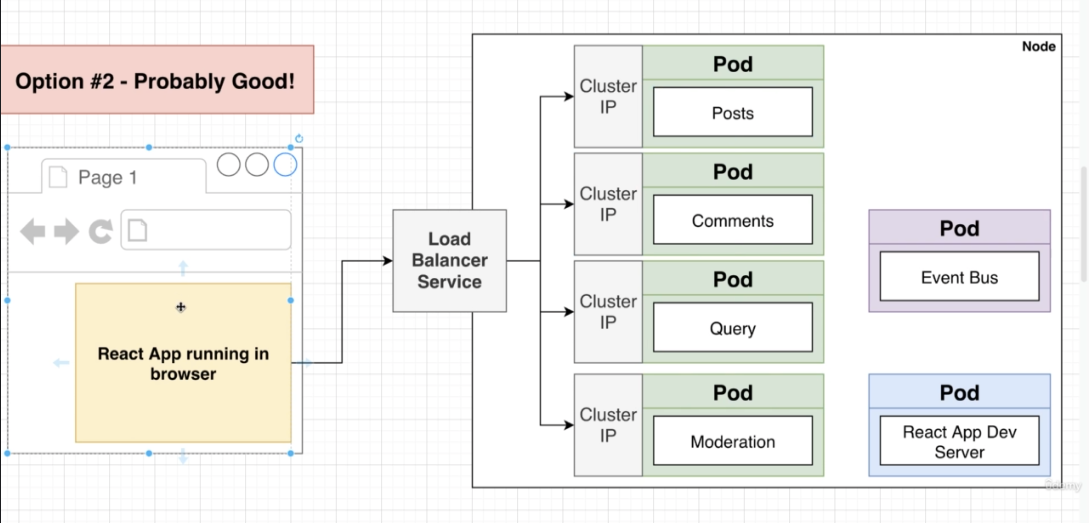 Node
Option #2 - Probably Good!
Page 1
React App running in
browser
Load
Balancer
Service
Cluster
IP
Pod
Posts
Cluster
IP
Pod
Comments
Cluster
IP
Pod
Query
Cluster
IP
Pod
Moderation
Pod
Event Bus
Pod
React App Dev
Server
Udemy